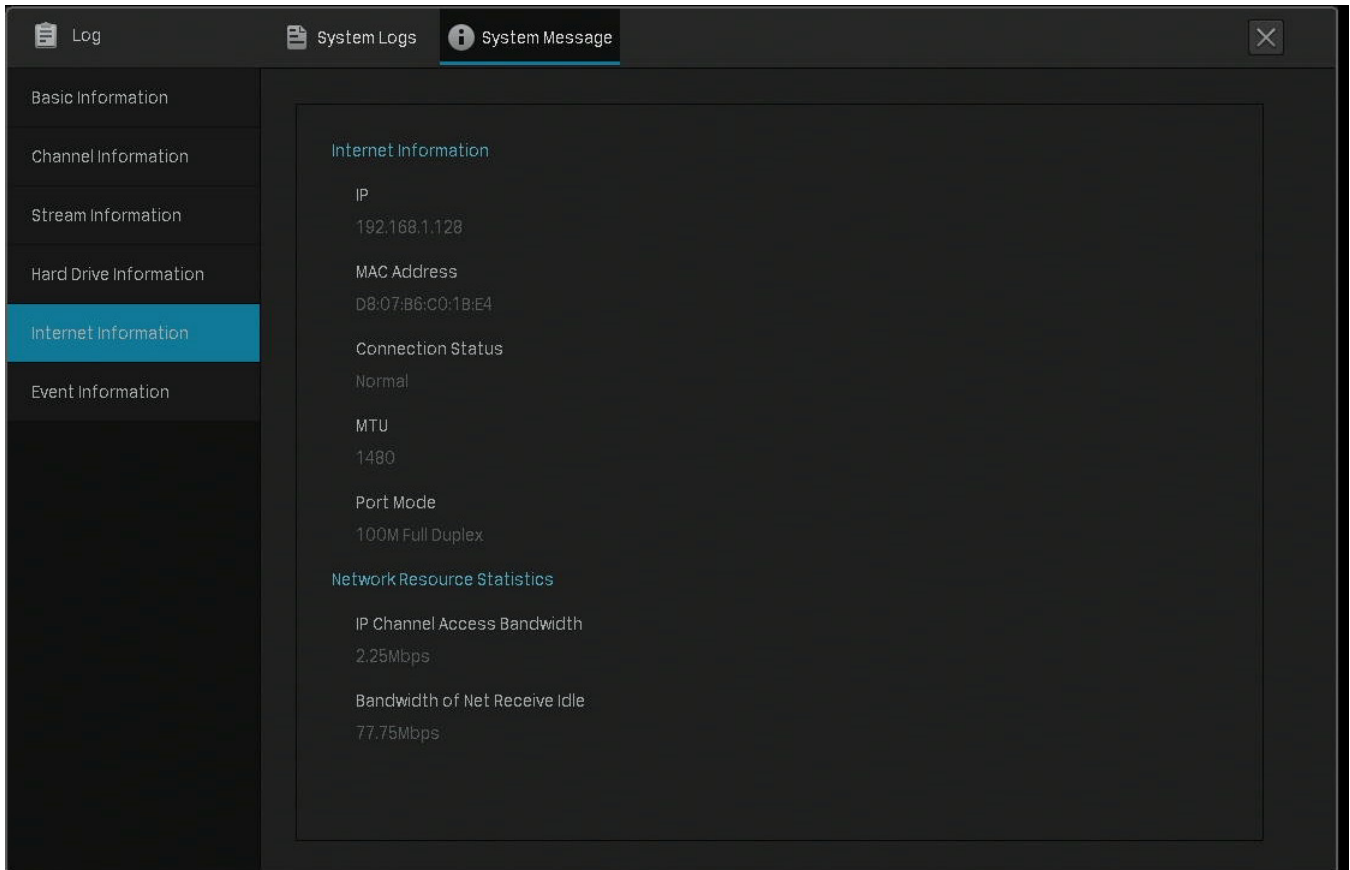 Log
System Logs
System Message
Basic Information
Channel Information
Stream Information
Hard Drive Information
Internet Information
Event Information
Internet Information
IP
192.168.1.128
MAC Address
D8:07:B6:C0:1B:E4
Connection Status
Normal
MTU
1480
Port Mode
100M Full Duplex
Network Resource Statistics
IP Channel Access Bandwidth
2.25Mbps
Bandwidth of Net Receive Idle
77.75Mbps